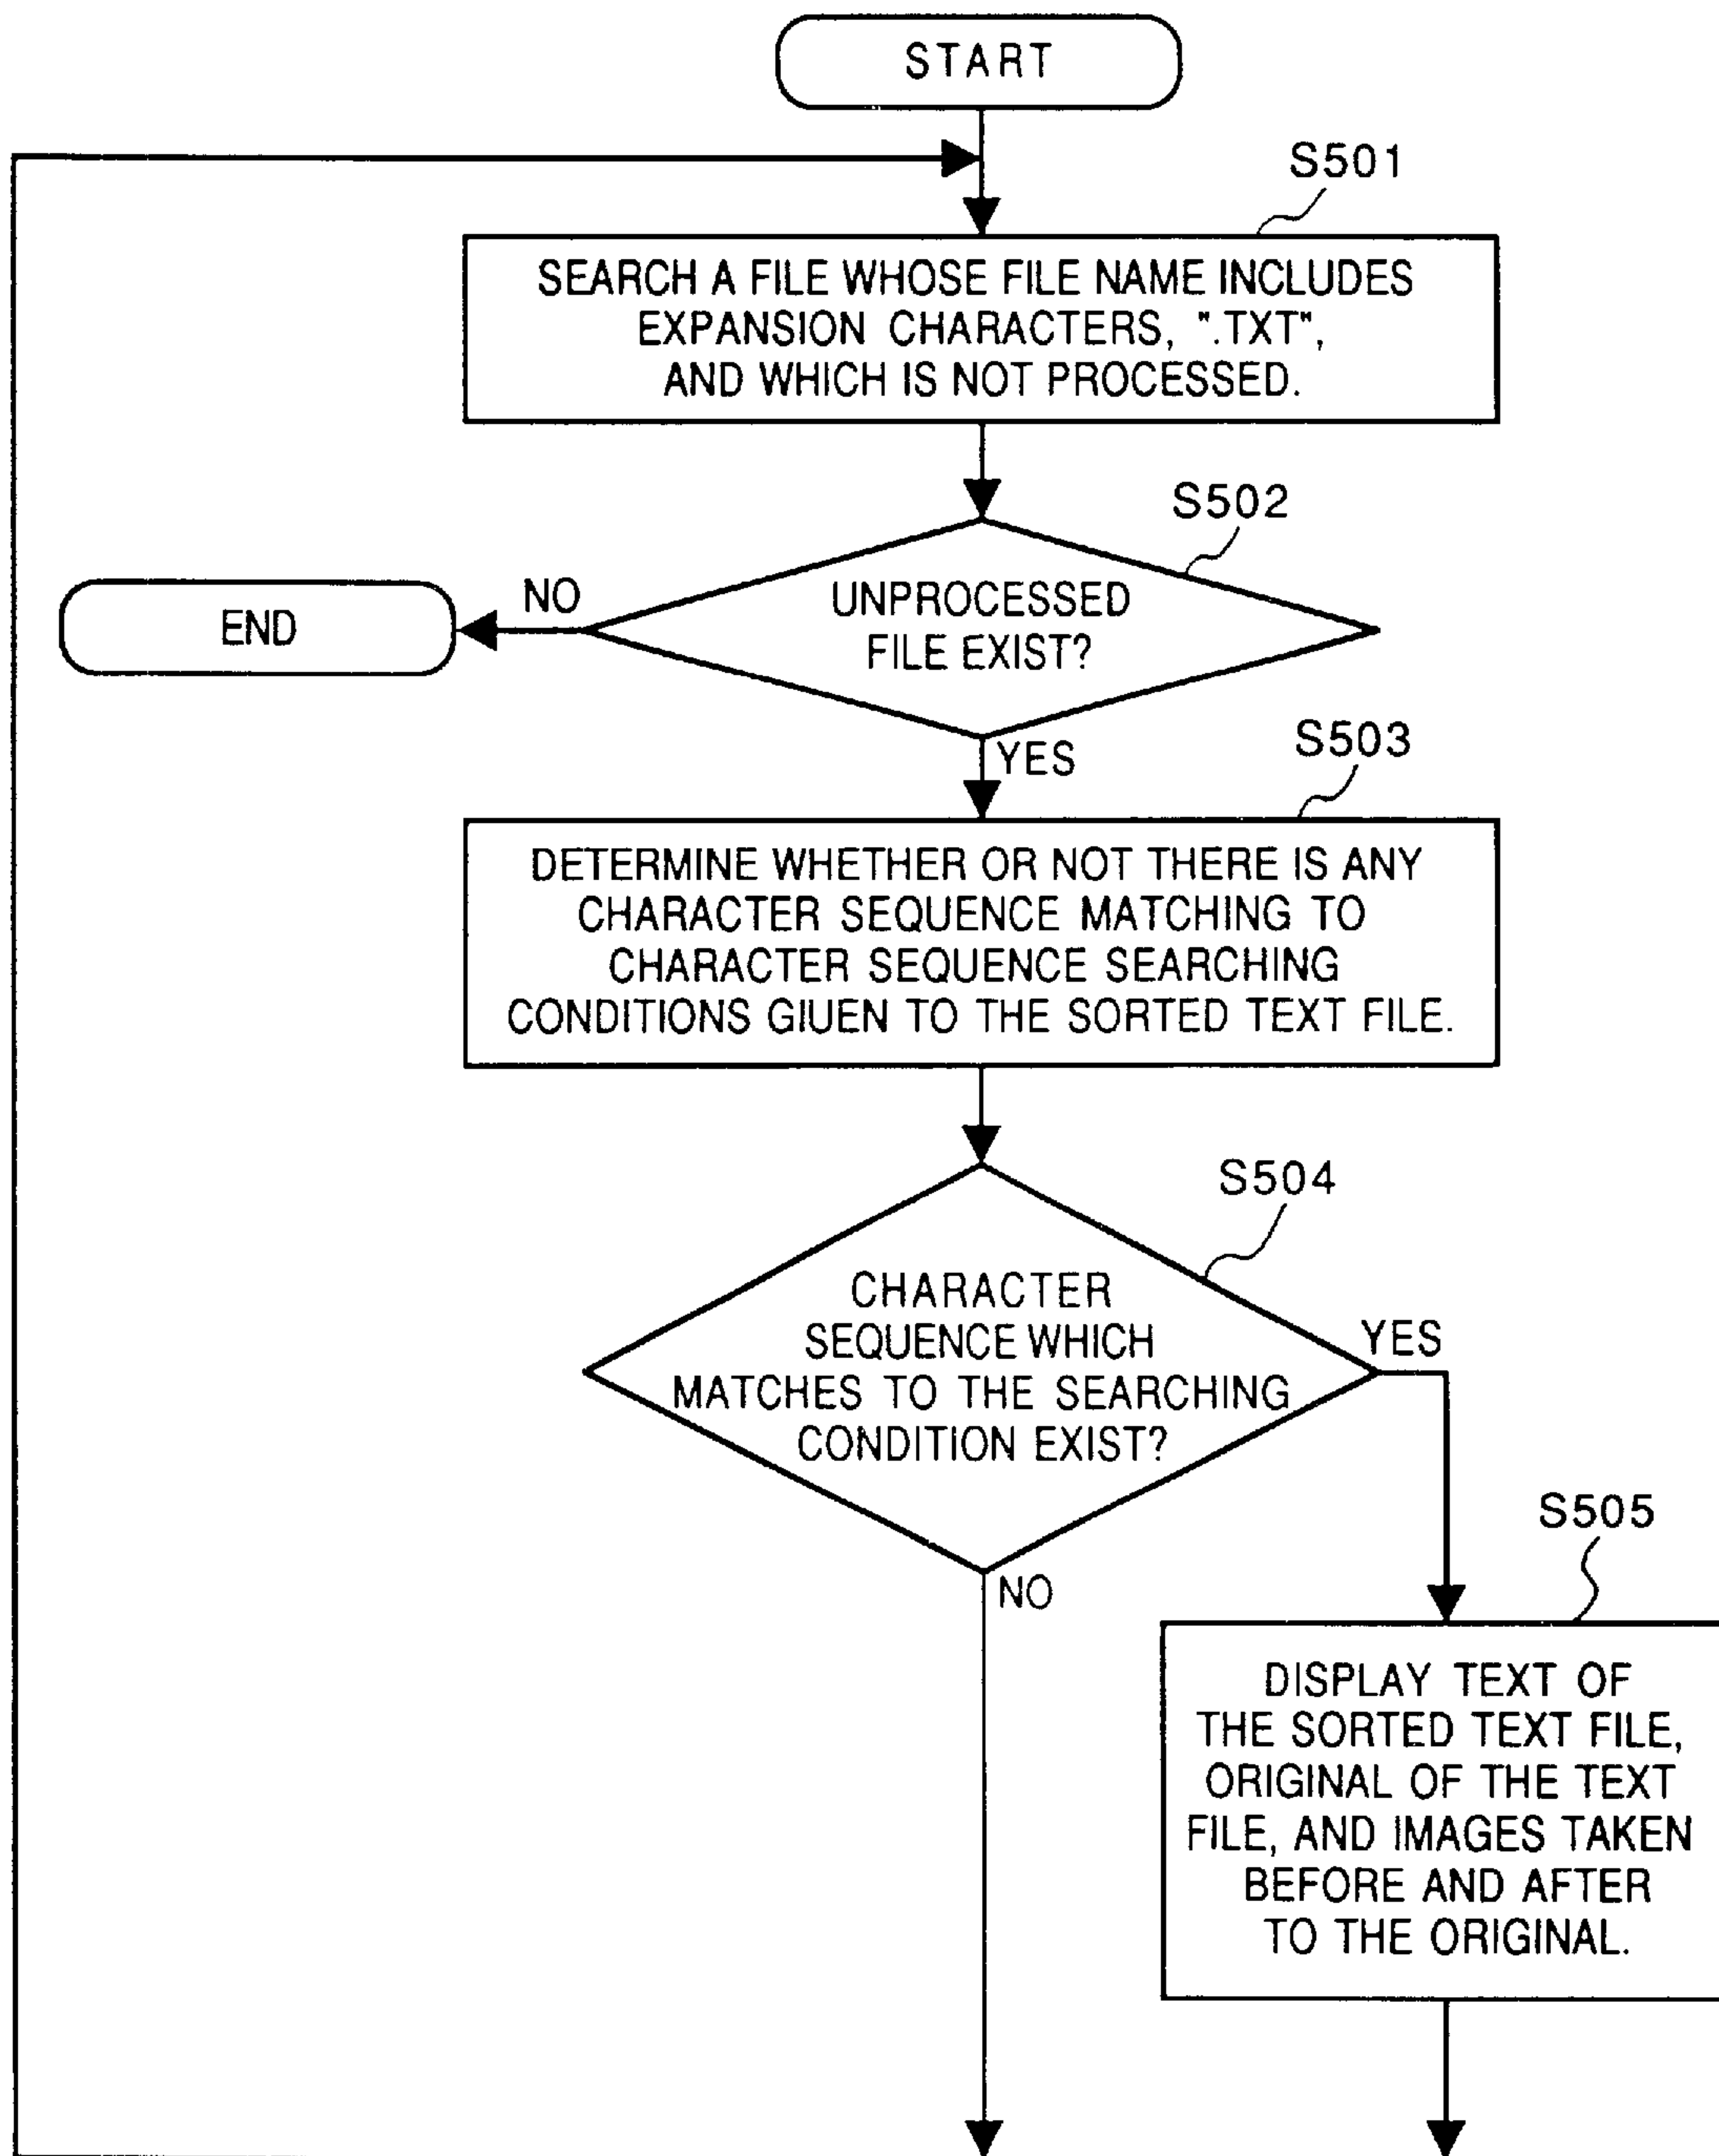 START
S501
SEARCH A FILE WHOSE FILE NAME INCLUDES
EXPANSION CHARACTERS, ".TXT",
AND WHICH IS NOT PROCESSED.
S502
UNPROCESSED
FILE EXIST?
NO
END
YES
S503
DETERMINE WHETHER OR NOT THERE IS ANY
CHARACTER SEQUENCE MATCHING TO
CHARACTER SEQUENCE SEARCHING
CONDITIONS GIUEN TO THE SORTED TEXT FILE.
S504
CHARACTER
SEQUENCE WHICH
MATCHES TO THE SEARCHING
CONDITION EXIST?
YES
NO
S505
DISPLAY TEXT OF
THE SORTED TEXT FILE,
ORIGINAL OF THE TEXT
FILE, AND IMAGES TAKEN
BEFORE AND AFTER
TO THE ORIGINAL.